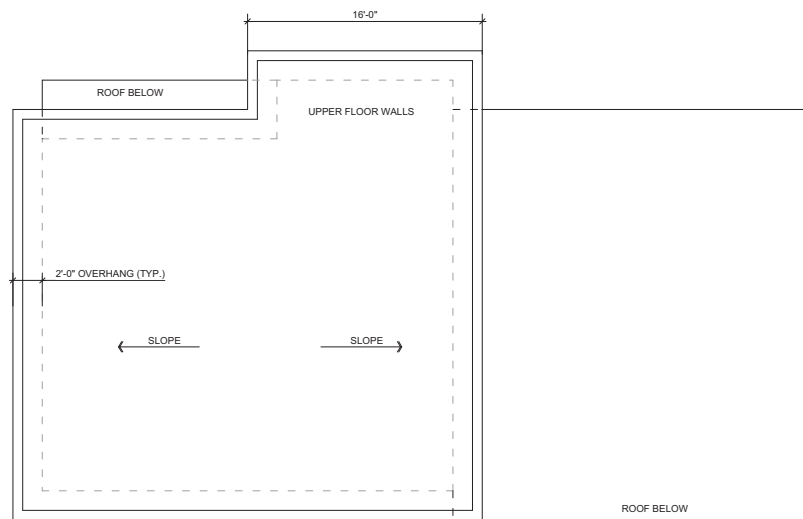 16'-0"
ROOF BELOW
UPPER FLOOR WALLS
2'-0" OVERHANG (TYP.)
SLOPE
SLOPE
ROOF BELOW